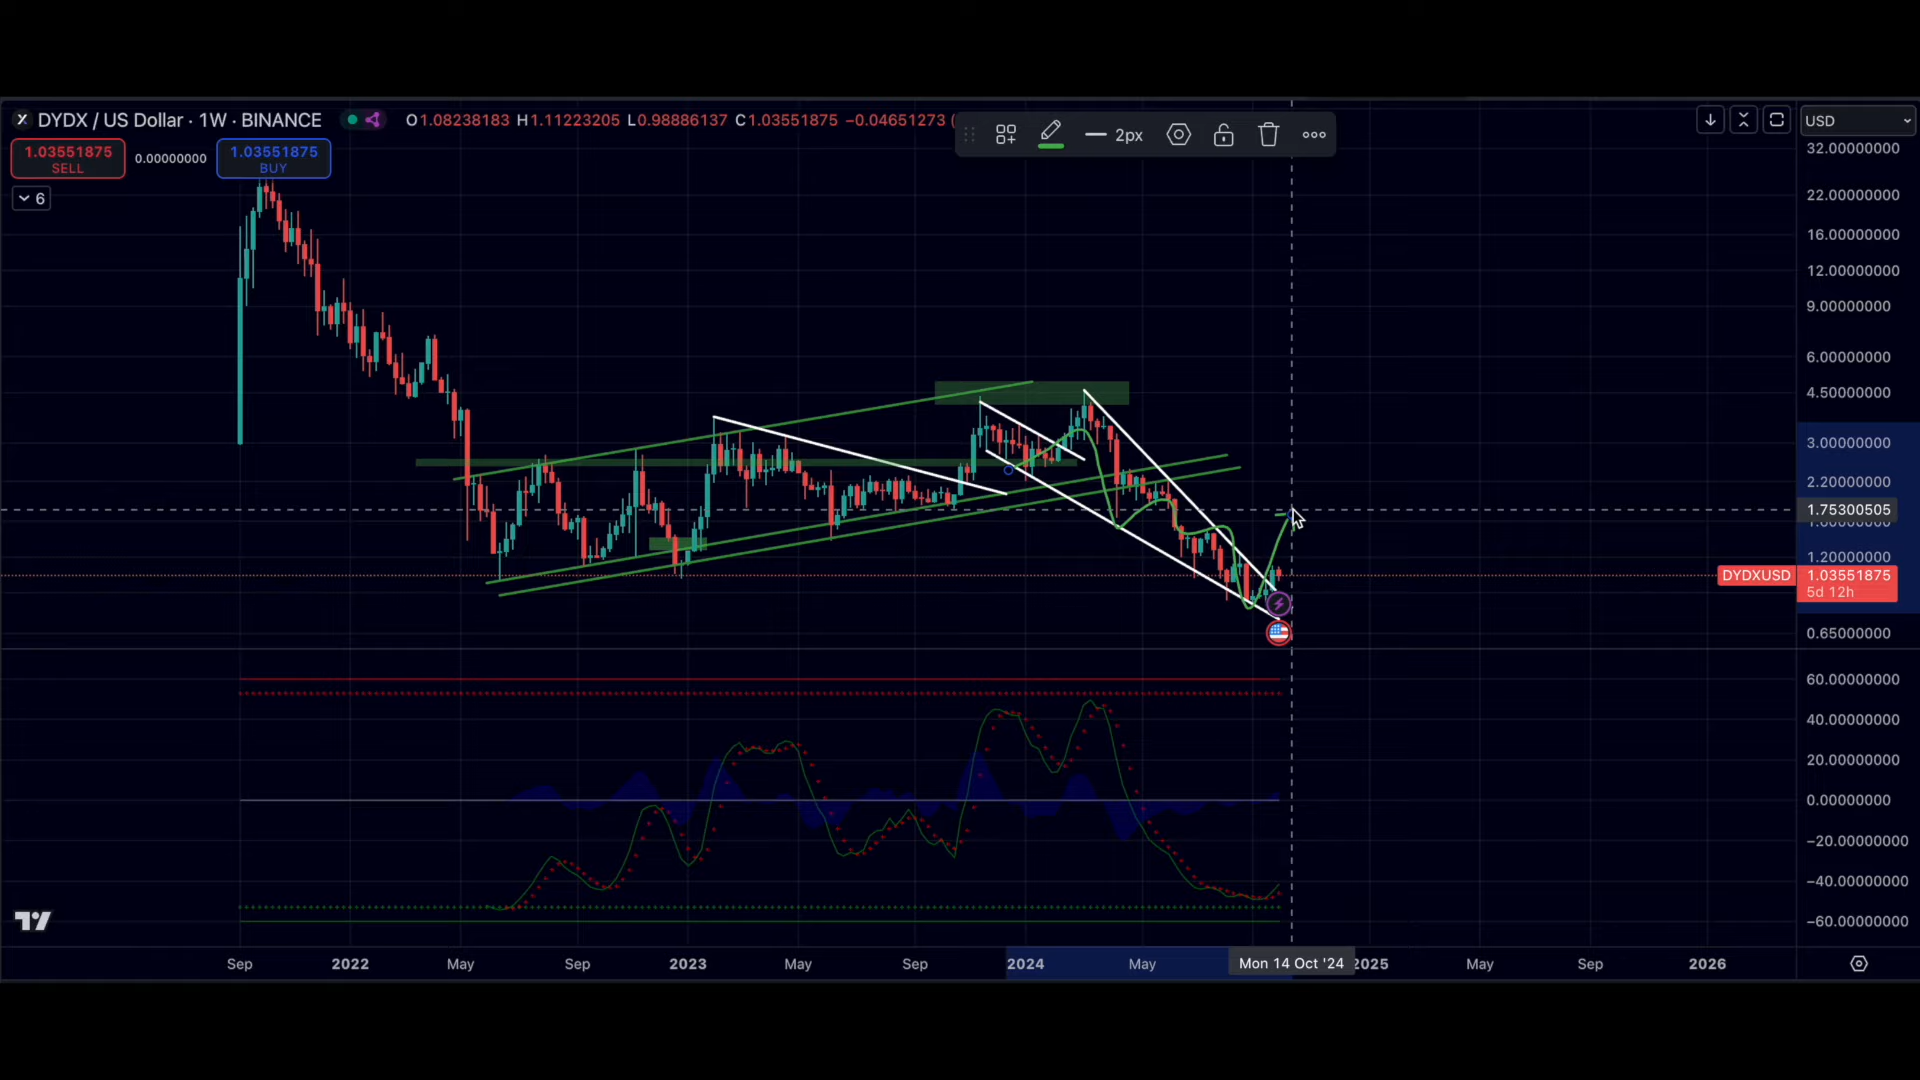 DYDX / US Dollar · 1W · BINANCE
O1.08238183 H1.11223205 L0.98886137 C1.03551875 −0.04651273 (
2px
USD
1.03551875
SELL
0.00000000
1.03551875
BUY
6
32.00000000
22.00000000
16.00000000
12.00000000
9.00000000
6.00000000
4.50000000
3.00000000
2.20000000
1.75300505
1.20000000
DYDXUSD
1.03551875
5d 12h
0.65000000
60.00000000
40.00000000
20.00000000
0.00000000
−20.00000000
−40.00000000
−60.00000000
Sep 2022 May Sep 2023 May Sep 2024 May Mon 14 Oct '24 2025 May Sep 2026